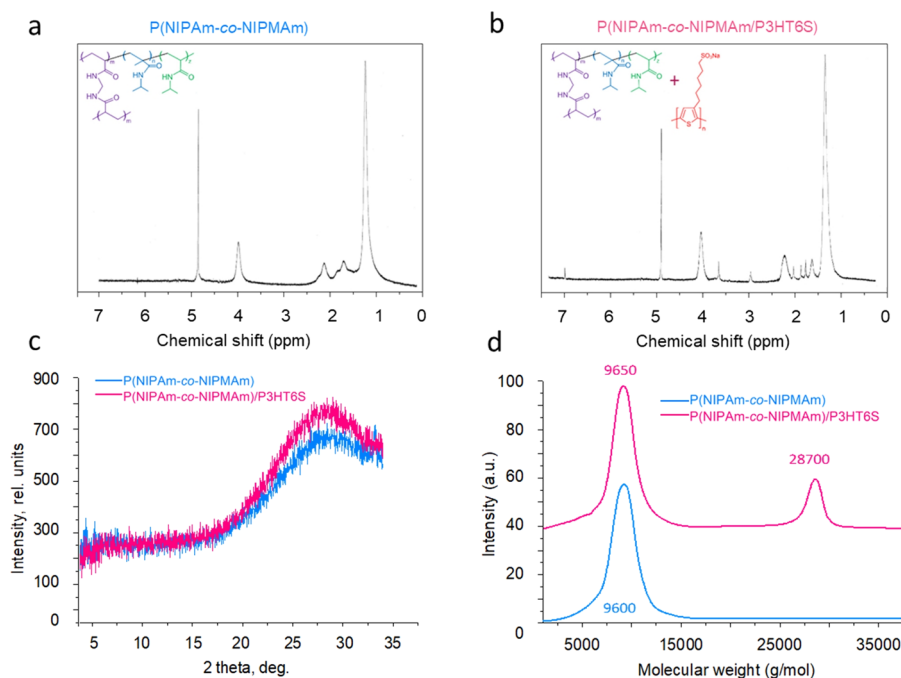 a
P(NIPAm-co-NIPMAm)
O
NH
HN
O
m
n
f
7 6 5 4 3 2 1 0
Chemical shift (ppm)
b
P(NIPAm-co-NIPMAm/P3HT6S)
O
NH
HN
O
m
+
SO₃Na
S
n
7 6 5 4 3 2 1 0
Chemical shift (ppm)
c
P(NIPAm-co-NIPMAm)
P(NIPAm-co-NIPMAm)/P3HT6S
900
700
500
300
100
0
Intensity, rel. units
5 10 15 20 25 30 35
2 theta, deg.
d
P(NIPAm-co-NIPMAm)
P(NIPAm-co-NIPMAm)/P3HT6S
9650
28700
9600
100
80
60
40
20
0
Intensity (a.u.)
5000 15000 25000 35000
Molecular weight (g/mol)